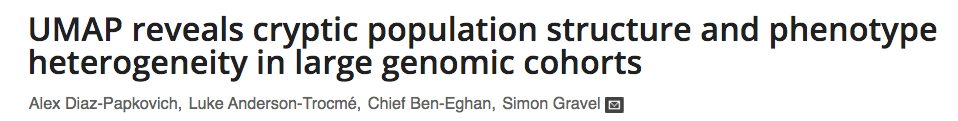 UMAP reveals cryptic population structure and phenotype
heterogeneity in large genomic cohorts
Alex Diaz-Papkovich, Luke Anderson-Trocmé, Chief Ben-Eghan, Simon Gravel